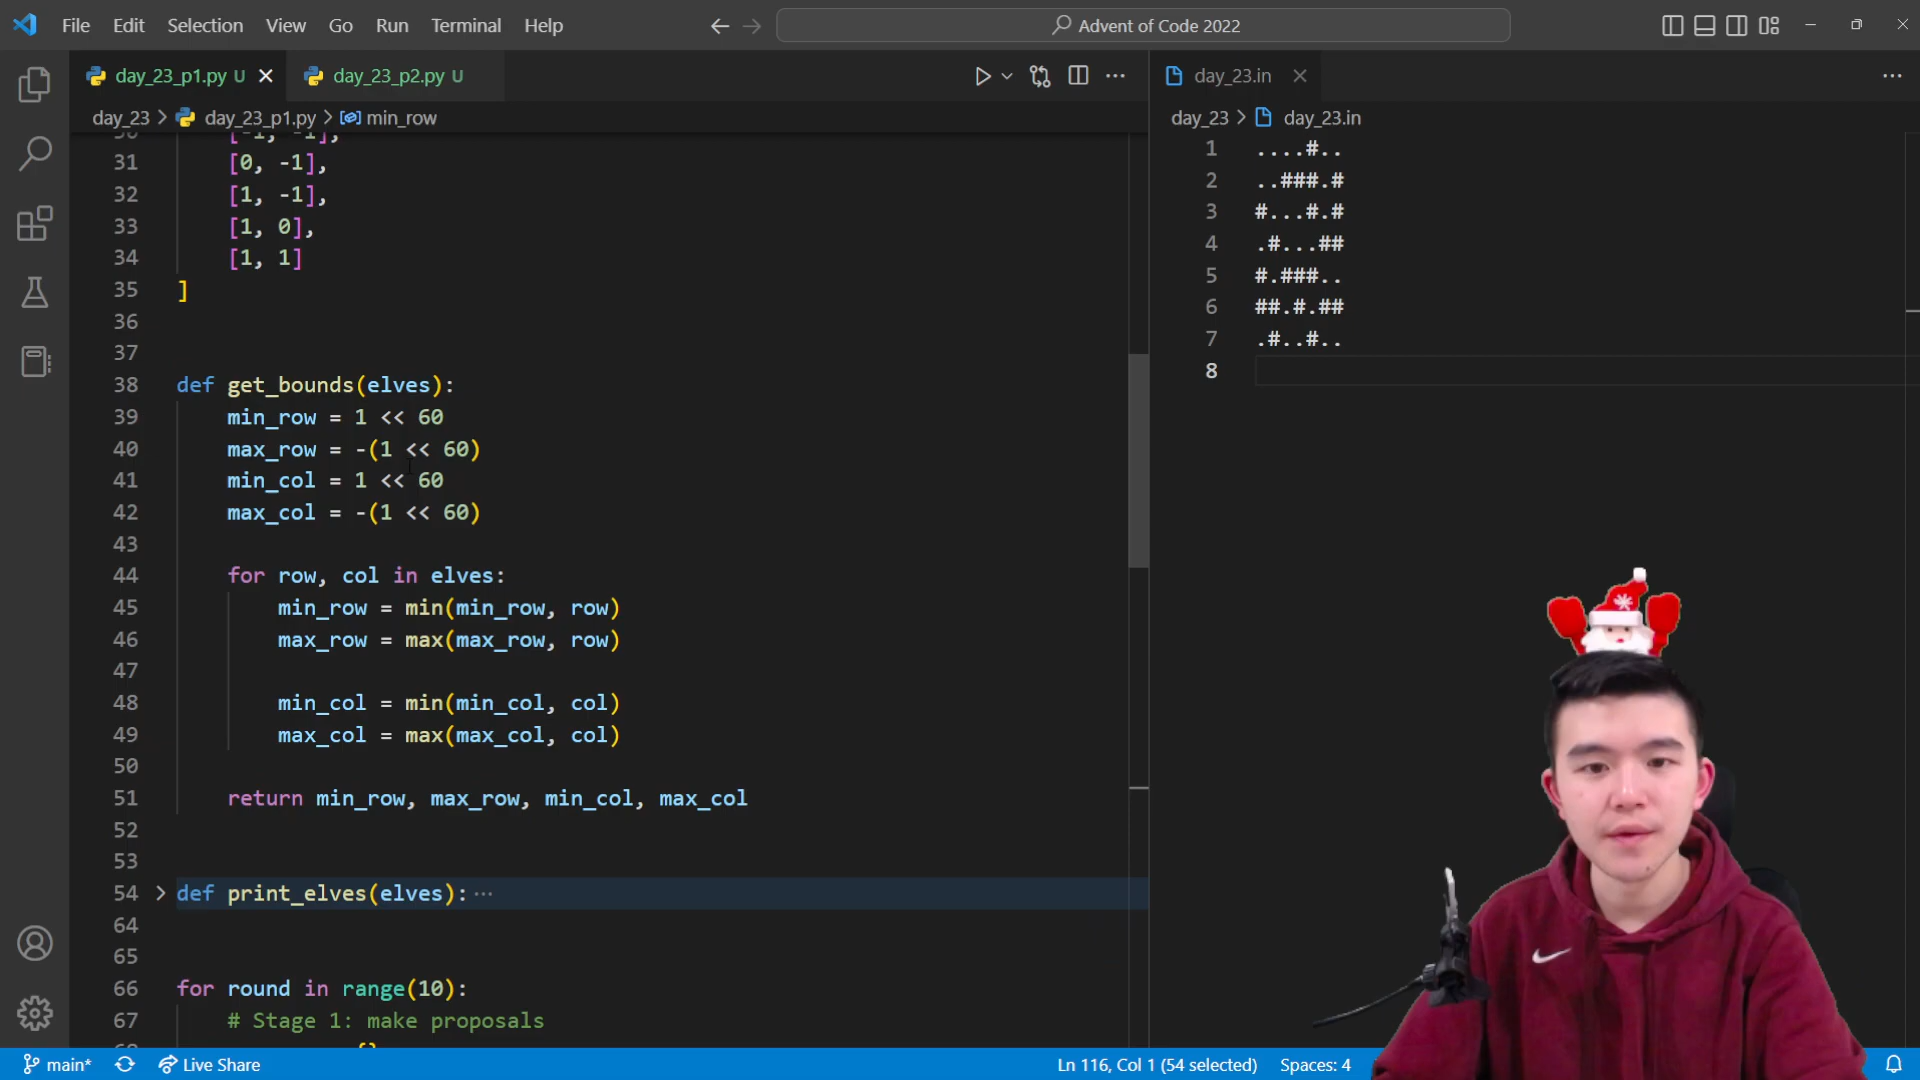 File Edit Selection View Go Run Terminal Help
Advent of Code 2022
day_23_p1.py U
day_23_p2.py U
day_23 > day_23_p1.py > min_row
31 [0, -1],
32 [1, -1],
33 [1, 0],
34 [1, 1]
35 ]
36
37
38 def get_bounds(elves):
39 min_row = 1 << 60
40 max_row = -(1 << 60)
41 min_col = 1 << 60
42 max_col = -(1 << 60)
43
44 for row, col in elves:
45 min_row = min(min_row, row)
46 max_row = max(max_row, row)
47
48 min_col = min(min_col, col)
49 max_col = max(max_col, col)
50
51 return min_row, max_row, min_col, max_col
52
53
54 def print_elves(elves): ...
64
65
66 for round in range(10):
67 # Stage 1: make proposals
day_23.in
day_23 > day_23.in
1 ....#..
2 ..###.#
3 #...#.#
4 .#...##
5 #.###..
6 ##.#.##
7 .#..#..
8
main* Live Share
Ln 116, Col 1 (54 selected) Spaces: 4